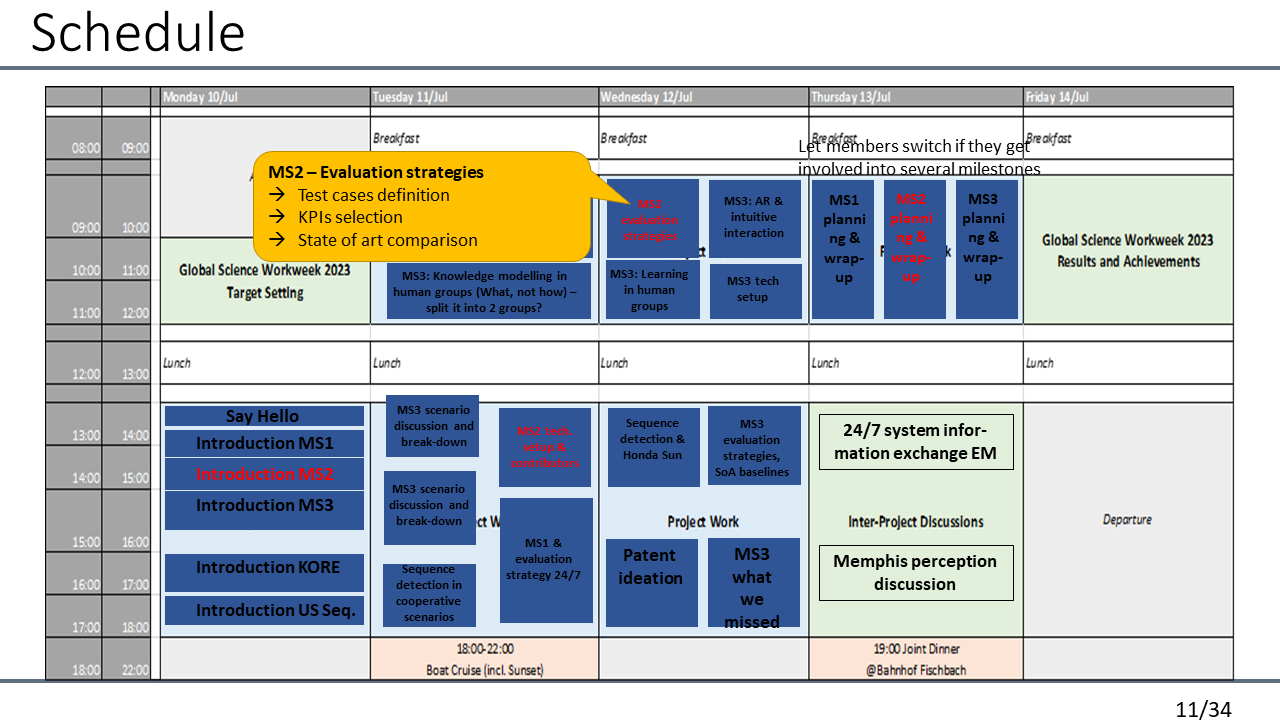 Schedule
Monday 10/Jul
Tuesday 11/Jul
Wednesday 12/Jul
Thursday 13/Jul
Friday 14/Jul
08:00 09:00
Breakfast
Breakfast
Breakfast
Breakfast
Let members switch if they get
involved into several milestones
MS2 – Evaluation strategies
→ Test cases definition
→ KPIs selection
→ State of art comparison
09:00 10:00
10:00 11:00
11:00 12:00
Global Science Workweek 2023
Target Setting
MS3: Knowledge modelling in
human groups (What, not how) –
split it into 2 groups?
MS2
evaluation
strategies
MS3: AR &
intuitive
interaction
MS3: Learning
in human
groups
MS3 tech
setup
MS1
planni
ng &
wrap-
up
MS2
planni
ng &
wrap-
up
MS3
planni
ng &
wrap-
up
Global Science Workweek 2023
Results and Achievements
12:00 13:00
Lunch
Lunch
Lunch
Lunch
Lunch
13:00 14:00
14:00 15:00
15:00 16:00
16:00 17:00
17:00 18:00
Say Hello
Introduction MS1
Introduction MS2
Introduction MS3
Introduction KORE
Introduction US Seq.
MS3 scenario
discussion and
break-down
MS2 tech
setup &
contributors
MS3 scenario
discussion and
break-down
MS1 &
evaluation
strategy 24/7
Sequence
detection in
cooperative
scenarios
Sequence
detection &
Honda Sun
MS3
evaluation
strategies,
SoA baselines
Project Work
Patent
ideation
MS3
what
we
missed
24/7 system infor-
mation exchange EM
Inter-Project Discussions
Memphis perception
discussion
Departure
18:00 22:00
18:00-22:00
Boat Cruise (incl. Sunset)
19:00 Joint Dinner
@Bahnhof Fischbach
11/34